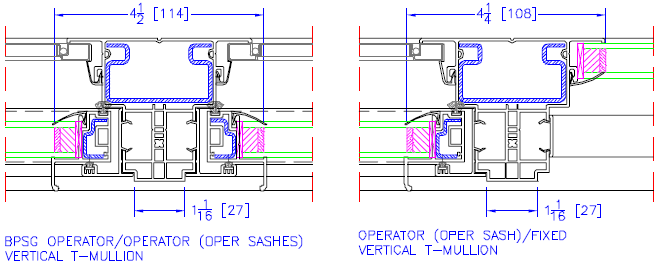 4 1/2 [114]
4 1/4 [108]
1 1/16 [27]
1 1/16 [27]
BPSG OPERATOR/OPERATOR (OPER SASHES)
VERTICAL T-MULLION
OPERATOR (OPER SASH)/FIXED
VERTICAL T-MULLION